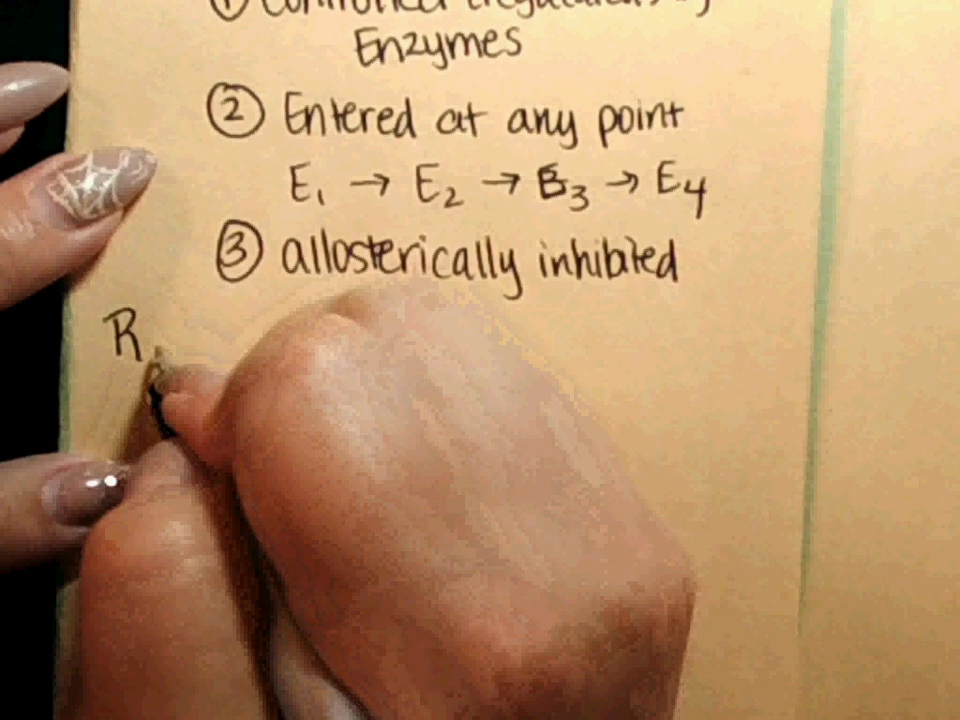 Enzymes
② Entered at any point
E₁ → E₂ → E₃ → E₄
③ allosterically inhibited
R